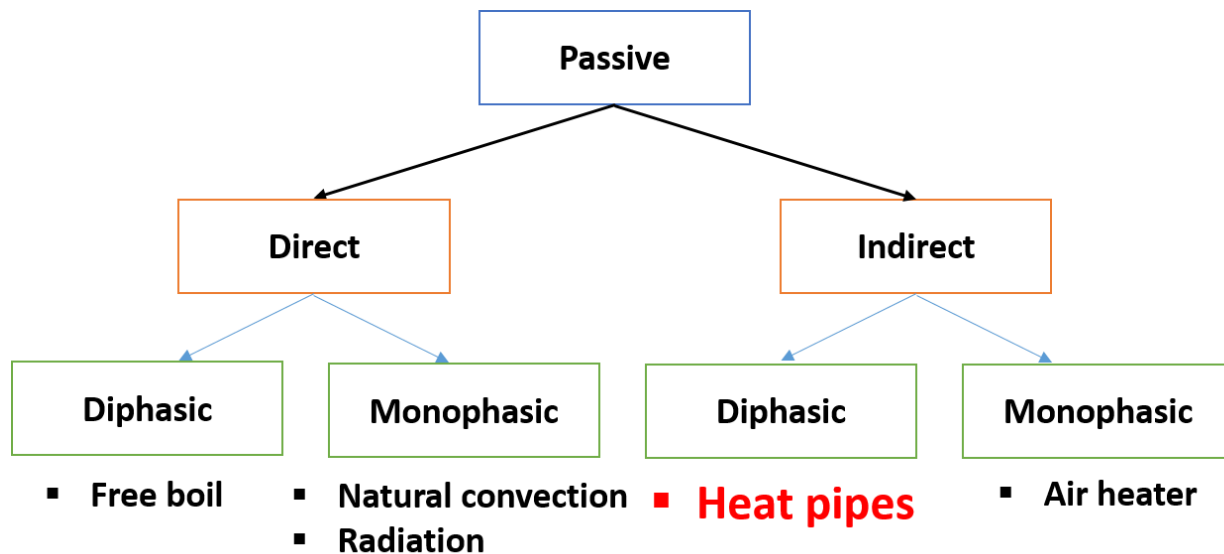 Passive
Direct
Indirect
Diphasic
Monophasic
Diphasic
Monophasic
▪ Free boil
▪ Natural convection
▪ Radiation
▪ Heat pipes
▪ Air heater